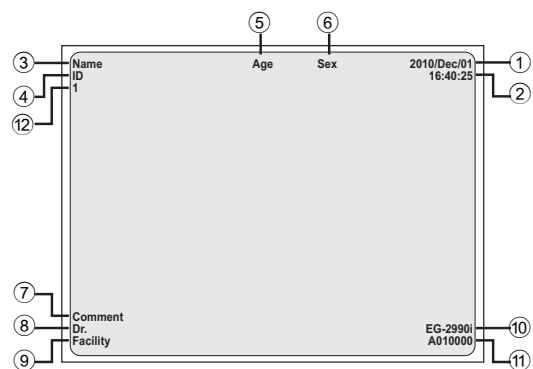 ⑤ ⑥
③ Name Age Sex 2010/Dec/01 ①
④ ID 16:40:25 ②
⑫ 1
⑦ Comment
⑧ Dr. EG-2990i ⑩
⑨ Facility A010000 ⑪